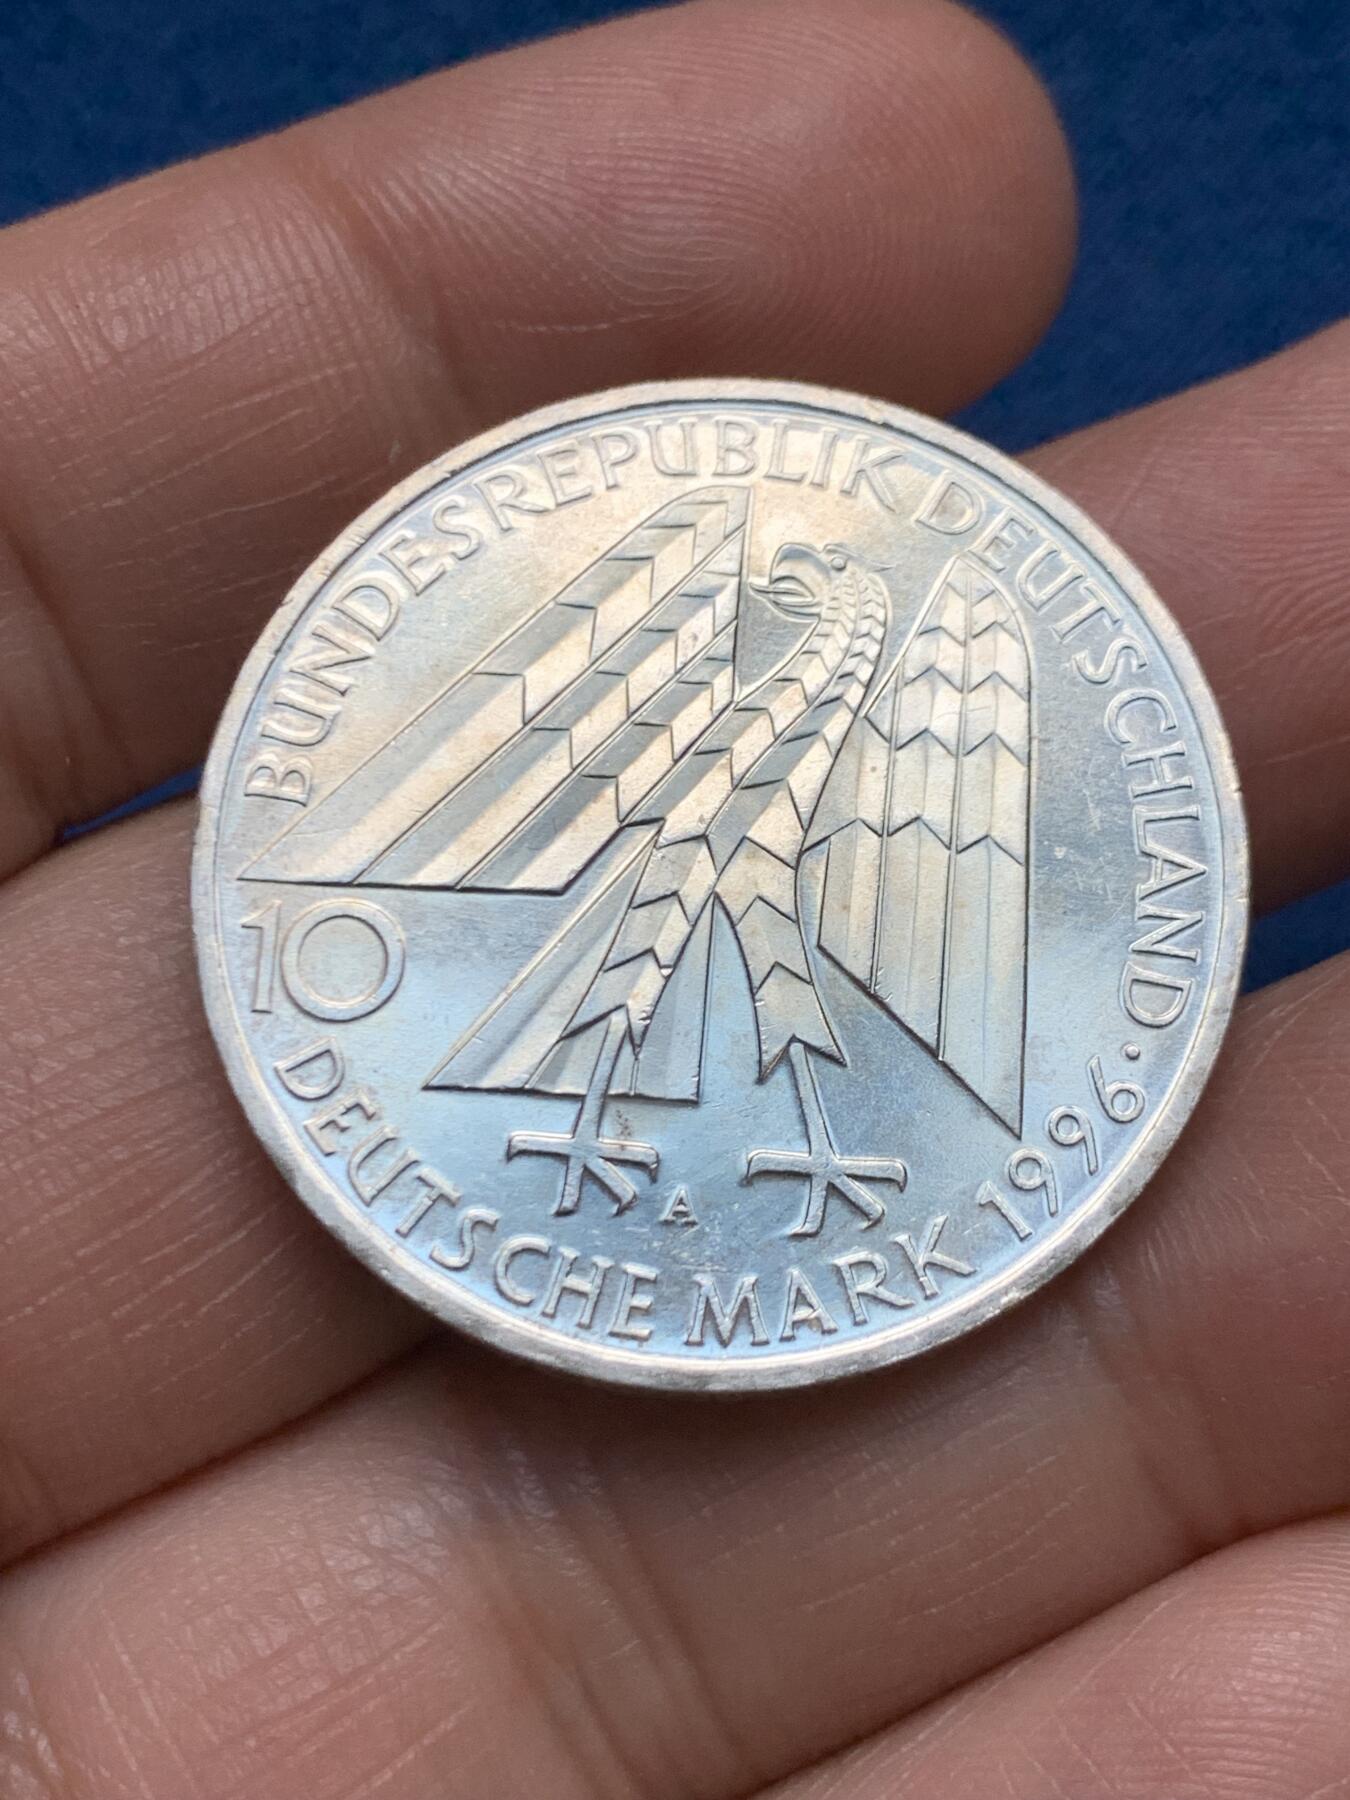 BUNDESREPUBLIK DEUTSCHLAND · 1996
10
DEUTSCHE MARK
A